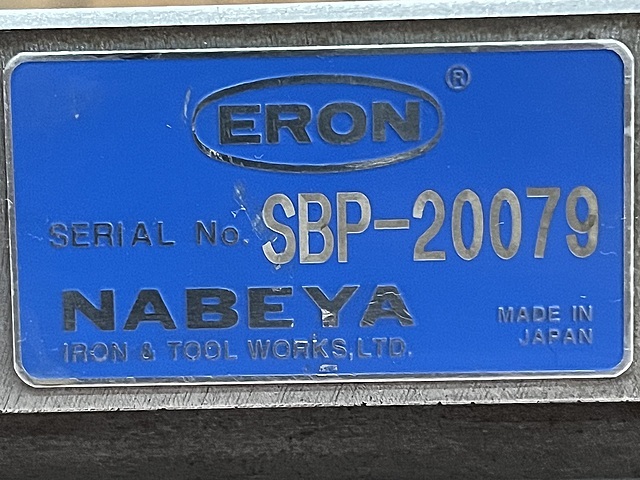 ERON ®
SERIAL No. SBP-20079
NABEYA
IRON & TOOL WORKS, LTD.
MADE IN
JAPAN